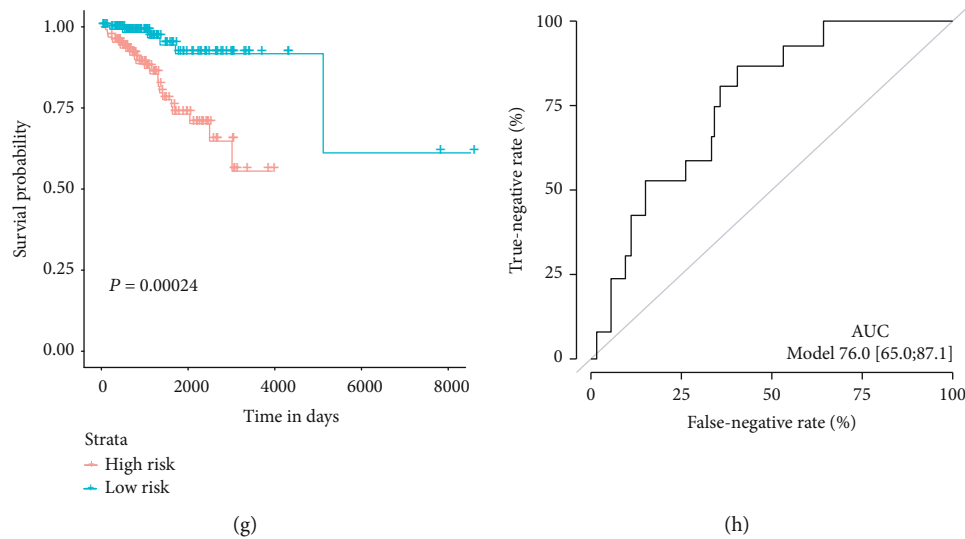 1.00
0.75
0.50
0.25
0.00
Survial probability
P = 0.00024
0 2000 4000 6000 8000
Time in days
Strata
High risk
Low risk
(g)
100
75
50
25
0
True-negative rate (%)
AUC
Model 76.0 [65.0;87.1]
0 25 50 75 100
False-negative rate (%)
(h)